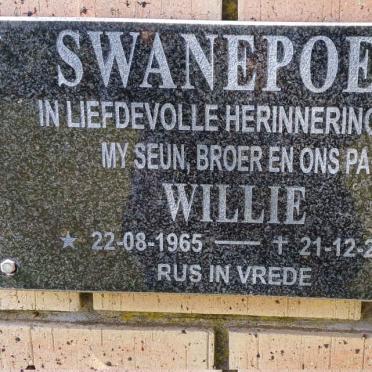 SWANEPOE
IN LIEFDEVOLLE HERINNERING
MY SEUN, BROER EN ONS PA
WILLIE
★ 22-08-1965 — ✝ 21-12-2
RUS IN VREDE